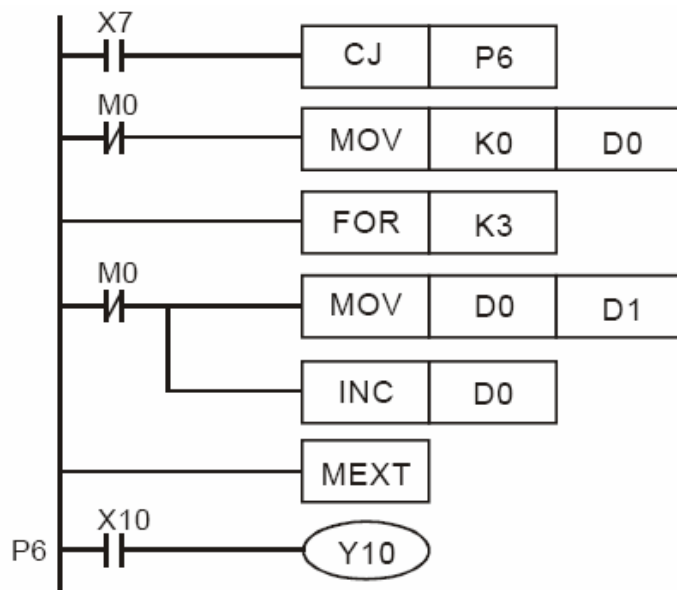 X7
CJ P6
M0
MOV K0 D0
FOR K3
M0
MOV D0 D1
INC D0
MEXT
X10
P6 Y10